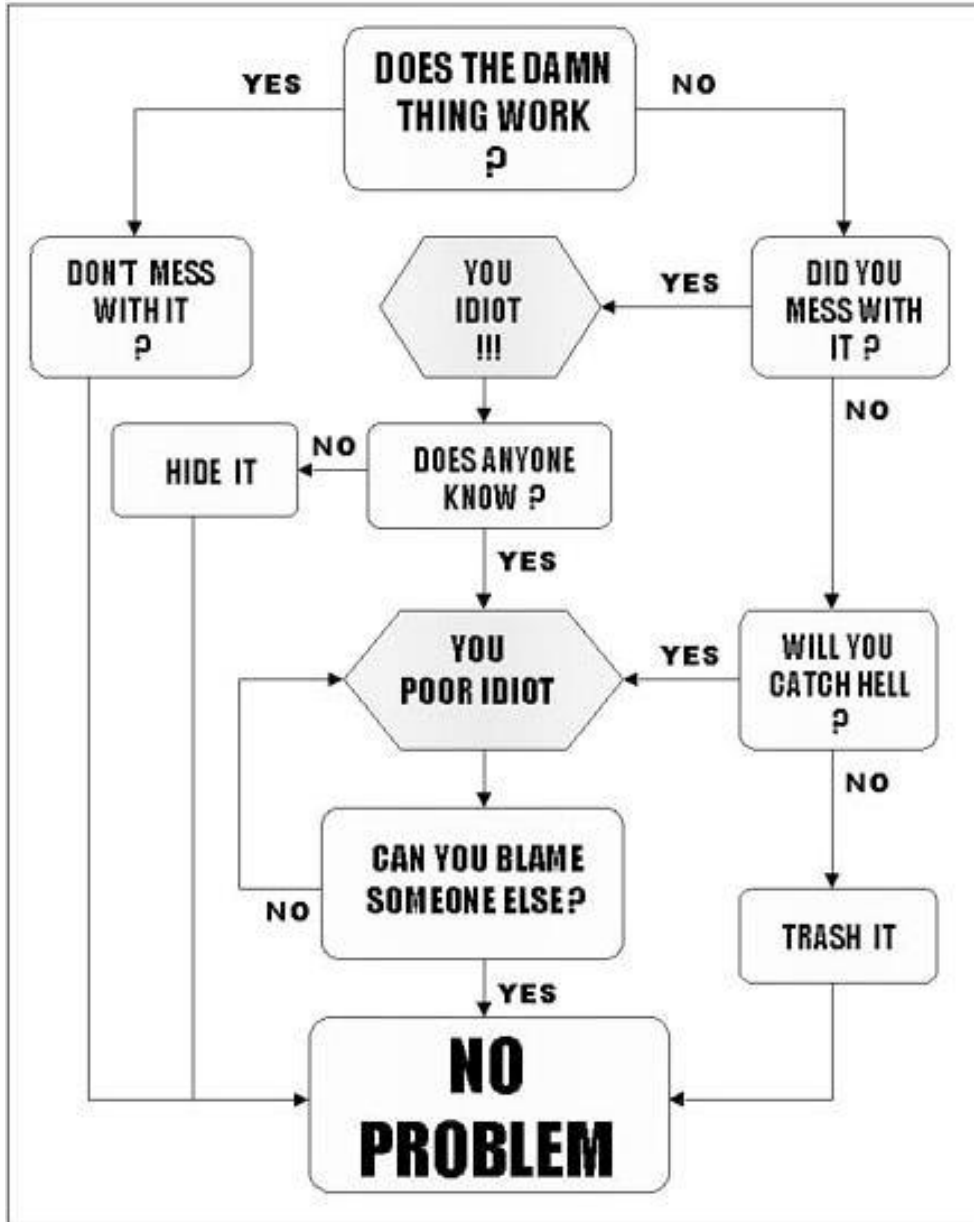 DOES THE DAMN
THING WORK
?
YES
NO
DON'T MESS
WITH IT
?
YOU
IDIOT
!!!
YES
DID YOU
MESS WITH
IT ?
NO
HIDE IT
NO
DOES ANYONE
KNOW ?
YES
YOU
POOR IDIOT
YES
WILL YOU
CATCH HELL
?
NO
CAN YOU BLAME
SOMEONE ELSE?
NO
TRASH IT
YES
NO
PROBLEM